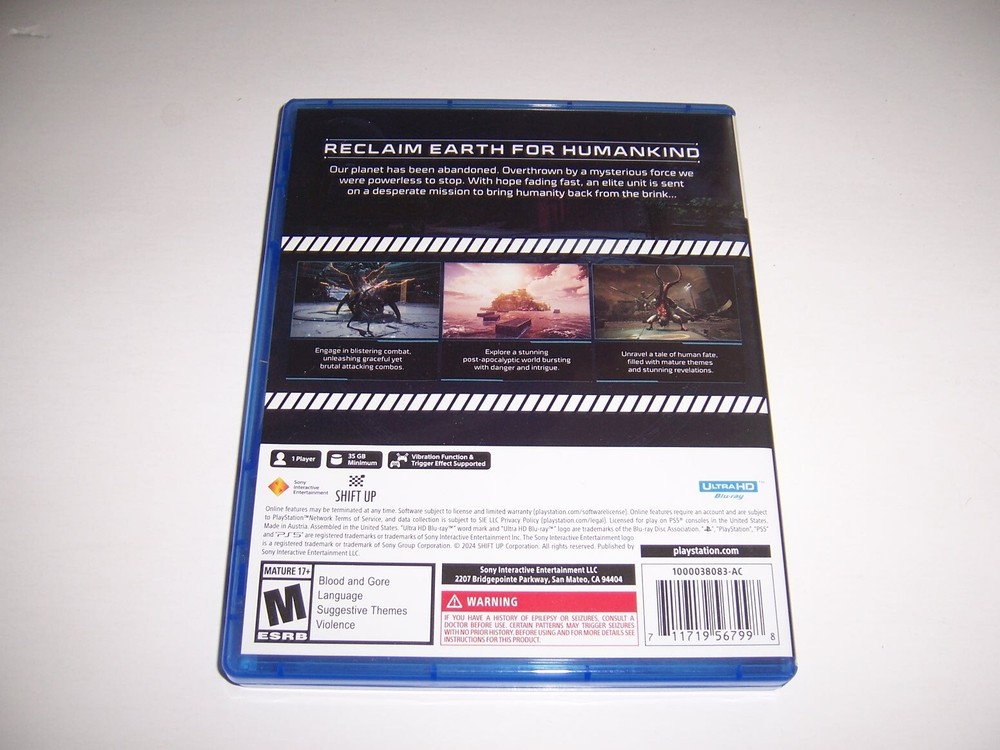 RECLAIM EARTH FOR HUMANKIND
Our planet has been abandoned. Overthrown by a mysterious force we
were powerless to stop. With hope fading fast, an elite unit is sent
on a desperate mission to bring humanity back from the brink...
Engage in blistering combat,
unleashing graceful yet
brutal attacking combos.
Explore a stunning
post-apocalyptic world bursting
with danger and intrigue.
Unravel a tale of human fate,
filled with mature themes
and stunning revelations.
1 Player
35 GB
Minimum
Vibration Function &
Trigger Effect Supported
Sony
Interactive
Entertainment
SHIFT UP
ULTRA HD
Blu-ray™
Online features may be terminated at any time. Software subject to license and limited warranty (playstation.com/softwarelicense). Online features require an account and are subject
to PlayStation™Network Terms of Service, and data collection is subject to SIE LLC Privacy Policy (playstation.com/legal). Licensed for play on PS5® consoles in the United States.
Made in Austria. Assembled in the United States. "Ultra HD Blu-ray™" word mark and "Ultra HD Blu-ray™" logo are trademarks of the Blu-ray Disc Association. "PS", "PlayStation", "PS5"
and "PS5" are registered trademarks or trademarks of Sony Interactive Entertainment Inc. The Sony Interactive Entertainment logo
is a registered trademark or trademark of Sony Group Corporation. © 2024 SHIFT UP Corporation. All rights reserved. Published by
Sony Interactive Entertainment LLC.
playstation.com
MATURE 17+
M
ESRB
Blood and Gore
Language
Suggestive Themes
Violence
Sony Interactive Entertainment LLC
2207 Bridgepointe Parkway, San Mateo, CA 94404
WARNING
IF YOU HAVE A HISTORY OF EPILEPSY OR SEIZURES, CONSULT A
DOCTOR BEFORE USE. CERTAIN PATTERNS MAY TRIGGER SEIZURES
WITH NO PRIOR HISTORY. BEFORE USING AND FOR MORE DETAILS SEE
INSTRUCTIONS FOR THIS PRODUCT.
1000038083-AC
7 11719 56799 8